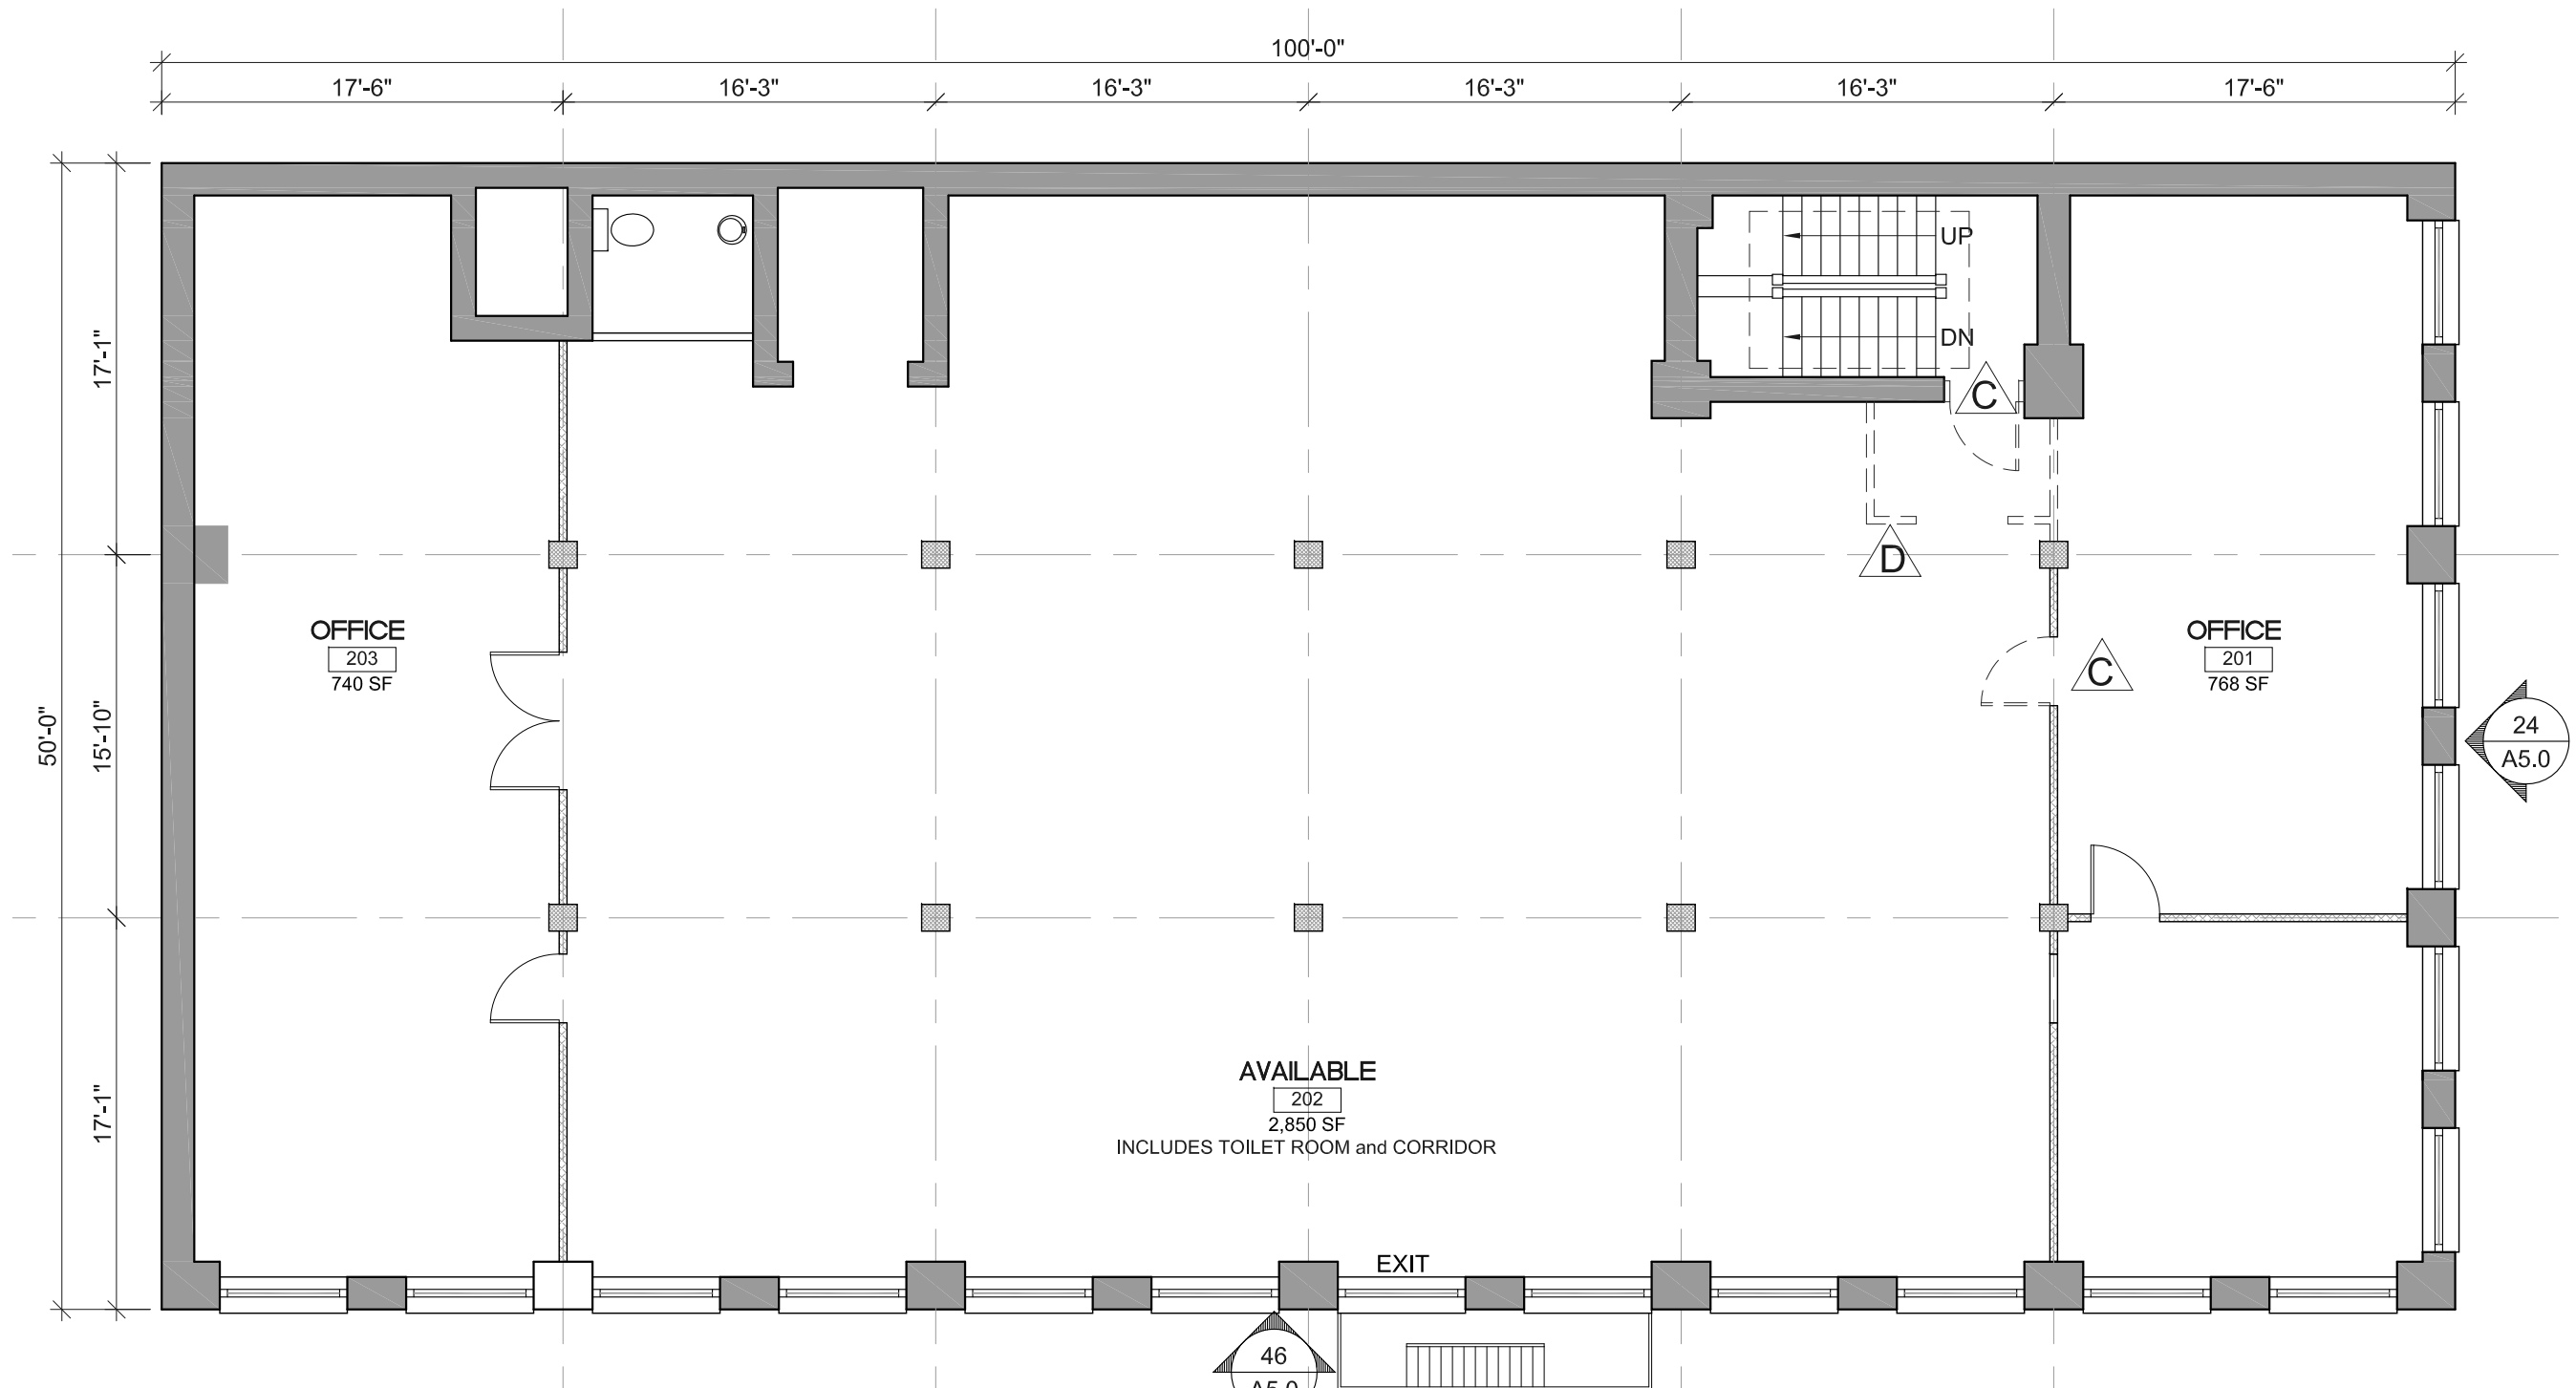 100'-0"
17'-6"
16'-3"
16'-3"
16'-3"
16'-3"
17'-6"
UP
DN
C
17'-1"
D
OFFICE
203
740 SF
C
OFFICE
201
768 SF
50'-0"
15'-10"
24
A5.0
17'-1"
AVAILABLE
202
2,850 SF
INCLUDES TOILET ROOM and CORRIDOR
EXIT
46
A5.0